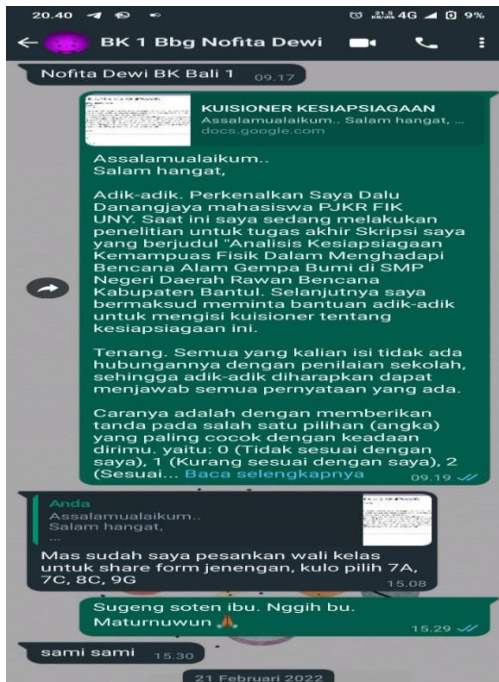 20.40 4G 9%
BK 1 Bbg Nofita Dewi
Nofita Dewi BK Bali 1 09.17
KUISIONER KESIAPSIAGAAN
Assalamualaikum.. Salam hangat, ...
docs.google.com
Assalamualaikum..
Salam hangat,
Adik-adik. Perkenalkan Saya Dalu
Danangjaya mahasiswa PJKR FIK
UNY. Saat ini saya sedang melakukan
penelitian untuk tugas akhir Skripsi saya
yang berjudul "Analisis Kesiapsiagaan
Kemampuas Fisik Dalam Menghadapi
Bencana Alam Gempa Bumi di SMP
Negeri Daerah Rawan Bencana
Kabupaten Bantul. Selanjutnya saya
bermaksud meminta bantuan adik-adik
untuk mengisi kuisioner tentang
kesiapsiagaan ini.
Tenang. Semua yang kalian isi tidak ada
hubungannya dengan penilaian sekolah,
sehingga adik-adik diharapkan dapat
menjawab semua pernyataan yang ada.
Caranya adalah dengan memberikan
tanda pada salah satu pilihan (angka)
yang paling cocok dengan keadaan
dirimu. yaitu: 0 (Tidak sesuai dengan
saya), 1 (Kurang sesuai dengan saya), 2
(Sesuai... Baca selengkapnya 09.19
Anda
Assalamualaikum..
Salam hangat,
...
Mas sudah saya pesankan wali kelas
untuk share form jenengan, kulo pilih 7A,
7C, 8C, 9G 15.08
Sugeng soten ibu. Nggih bu.
Maturnuwun 🙏 15.29
sami sami 15.30
21 Februari 2022